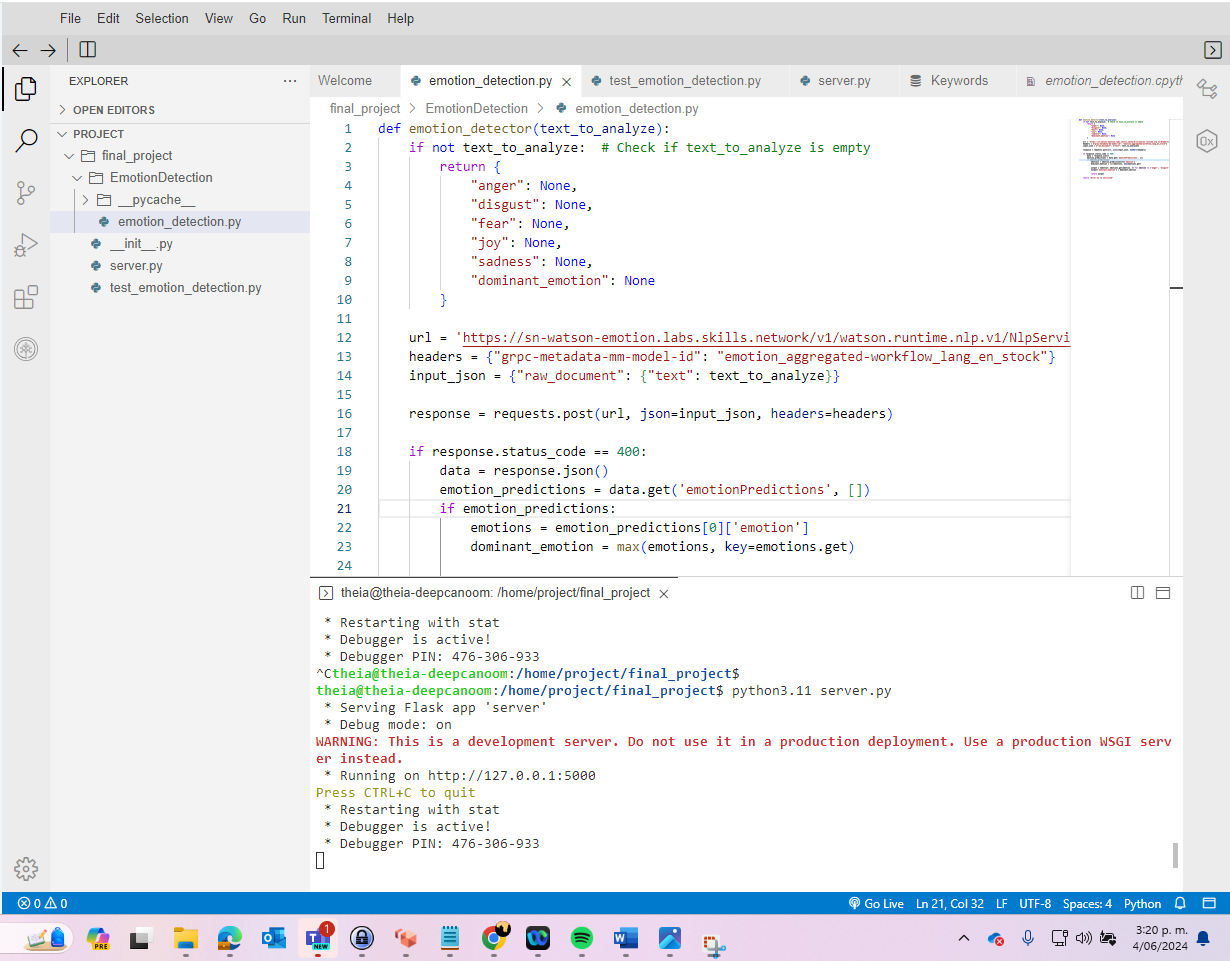 File Edit Selection View Go Run Terminal Help
EXPLORER
OPEN EDITORS
PROJECT
final_project
EmotionDetection
__pycache__
emotion_detection.py
__init__.py
server.py
test_emotion_detection.py
Welcome emotion_detection.py test_emotion_detection.py server.py Keywords emotion_detection.cpyth
final_project > EmotionDetection > emotion_detection.py
1 def emotion_detector(text_to_analyze):
2 if not text_to_analyze:  # Check if text_to_analyze is empty
3 return {
4 "anger": None,
5 "disgust": None,
6 "fear": None,
7 "joy": None,
8 "sadness": None,
9 "dominant_emotion": None
10 }
11
12 url = 'https://sn-watson-emotion.labs.skills.network/v1/watson.runtime.nlp.v1/NlpServi
13 headers = {"grpc-metadata-mm-model-id": "emotion_aggregated-workflow_lang_en_stock"}
14 input_json = {"raw_document": {"text": text_to_analyze}}
15
16 response = requests.post(url, json=input_json, headers=headers)
17
18 if response.status_code == 400:
19 data = response.json()
20 emotion_predictions = data.get('emotionPredictions', [])
21 if emotion_predictions:
22 emotions = emotion_predictions[0]['emotion']
23 dominant_emotion = max(emotions, key=emotions.get)
24
theia@theia-deepcanoom: /home/project/final_project
* Restarting with stat
* Debugger is active!
* Debugger PIN: 476-306-933
^Ctheia@theia-deepcanoom:/home/project/final_project$
theia@theia-deepcanoom:/home/project/final_project$ python3.11 server.py
* Serving Flask app 'server'
* Debug mode: on
WARNING: This is a development server. Do not use it in a production deployment. Use a production WSGI serv
er instead.
* Running on http://127.0.0.1:5000
Press CTRL+C to quit
* Restarting with stat
* Debugger is active!
* Debugger PIN: 476-306-933
0 0 Go Live Ln 21, Col 32 LF UTF-8 Spaces: 4 Python
PRE
NEW 1
3:20 p. m.
4/06/2024